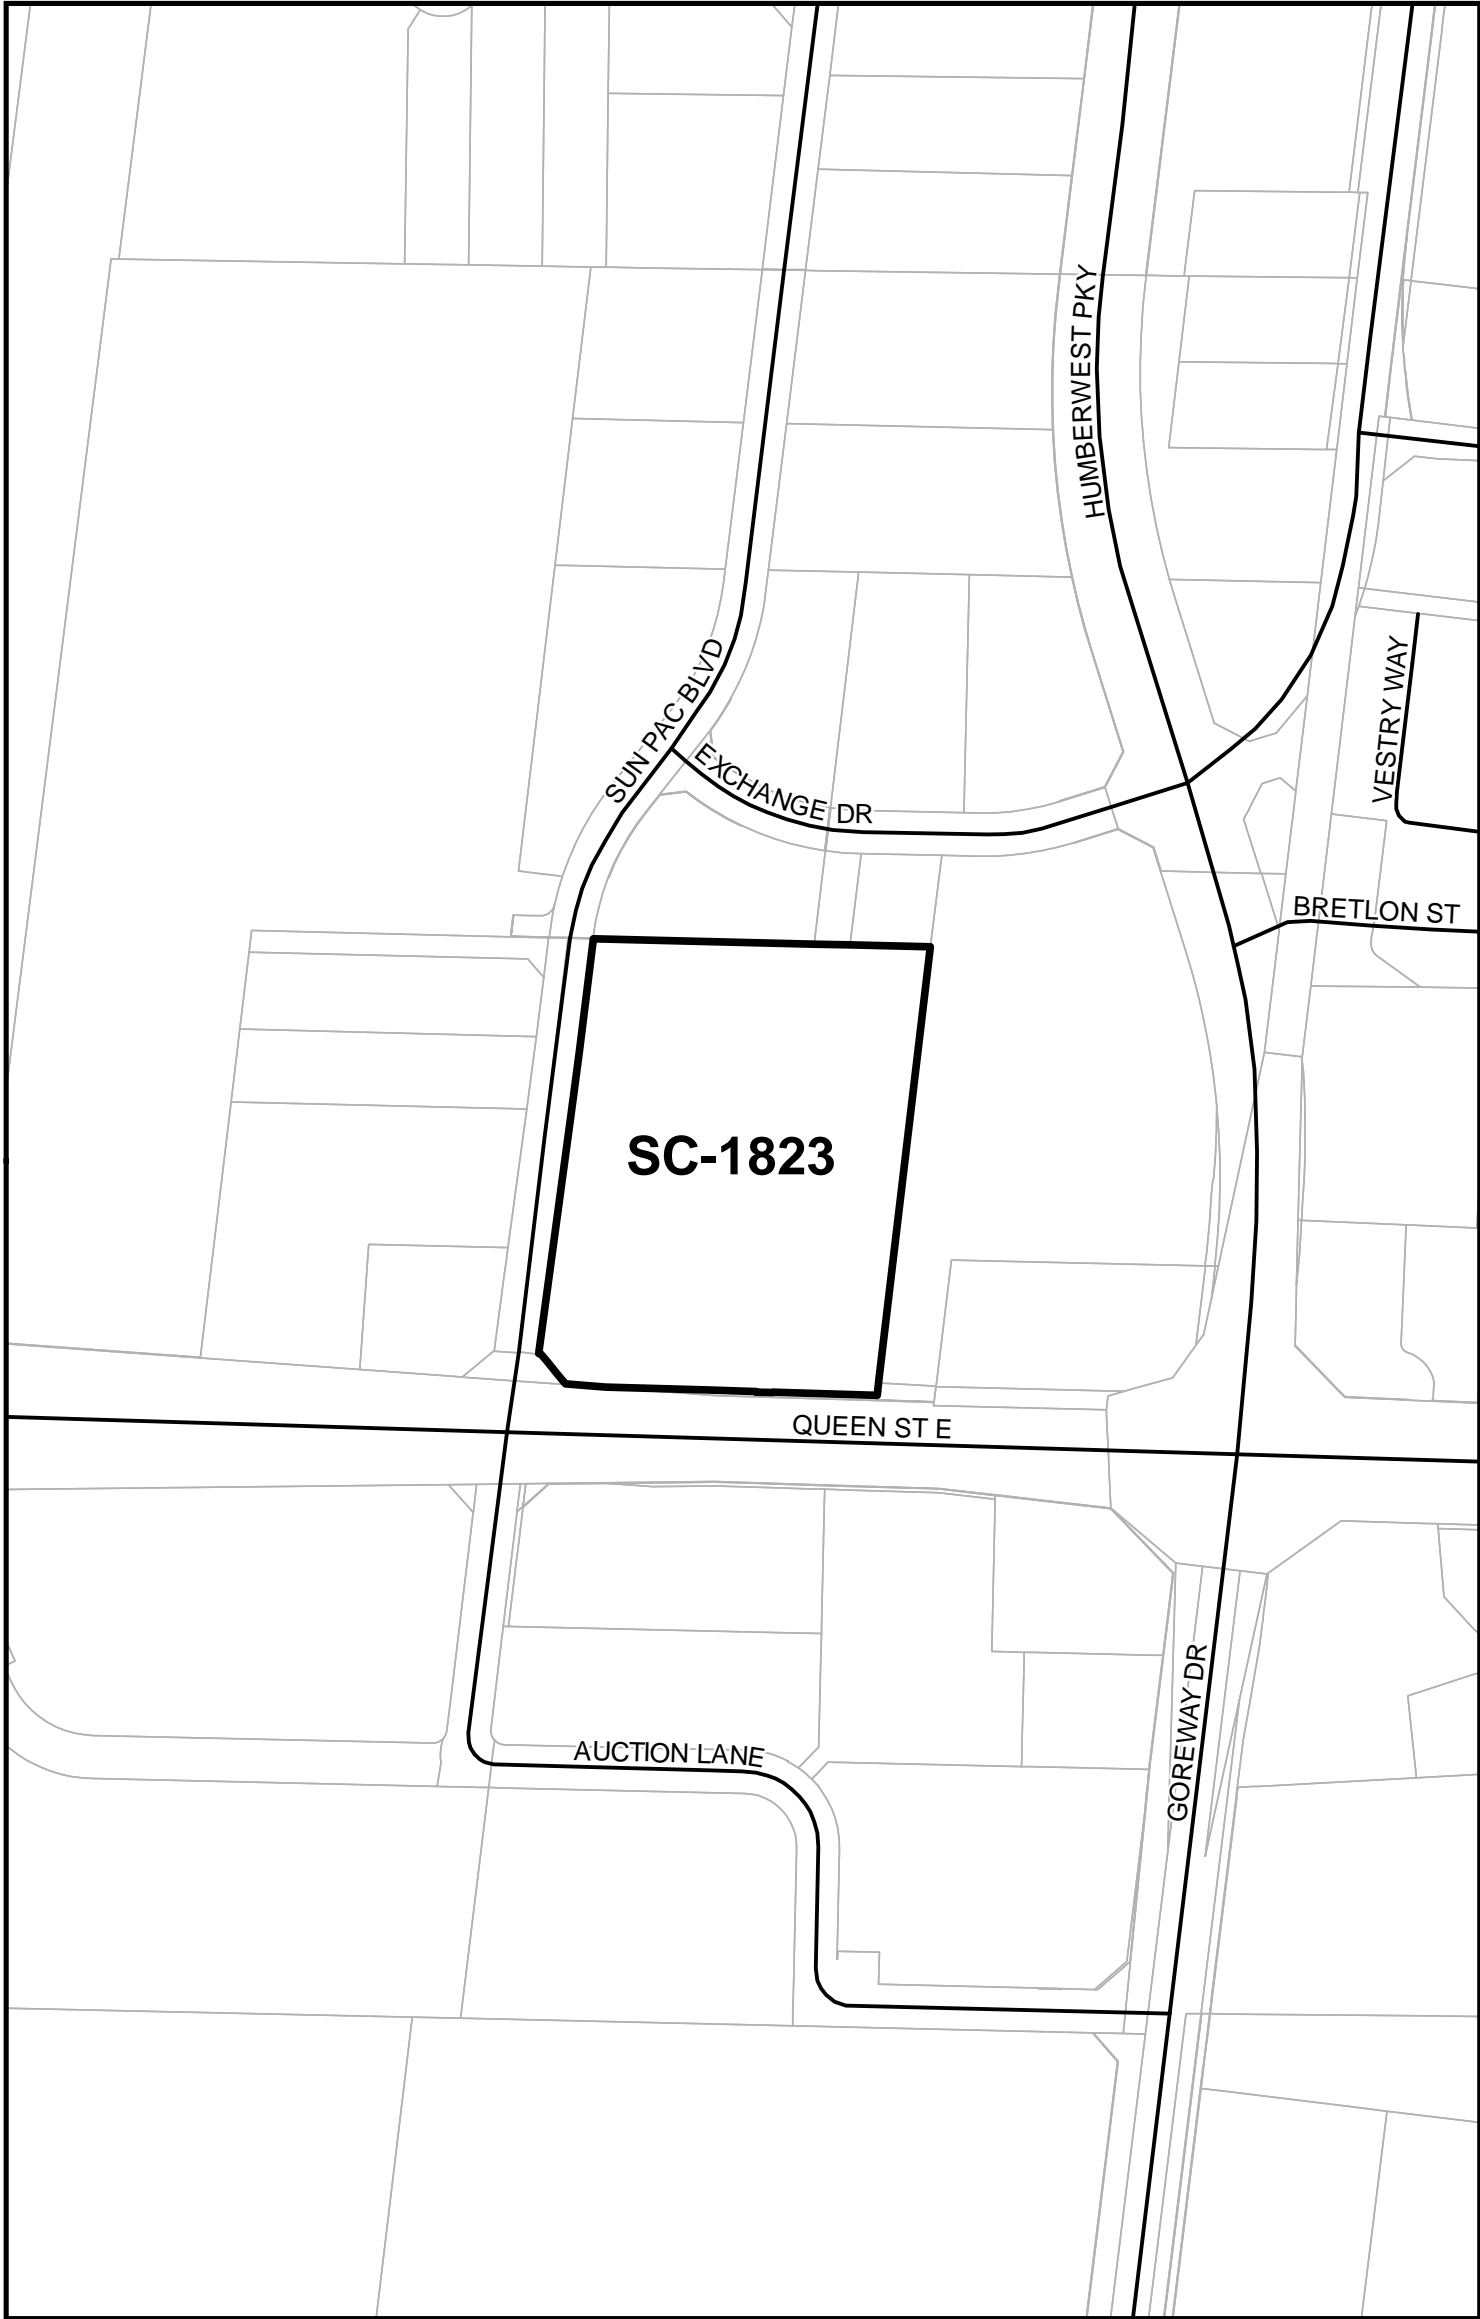 HUMBERWEST PKY
SUN PAC BLVD
VESTRY WAY
EXCHANGE DR
BRETLON ST
SC-1823
QUEEN ST E
GOREWAY DR
AUCTION LANE